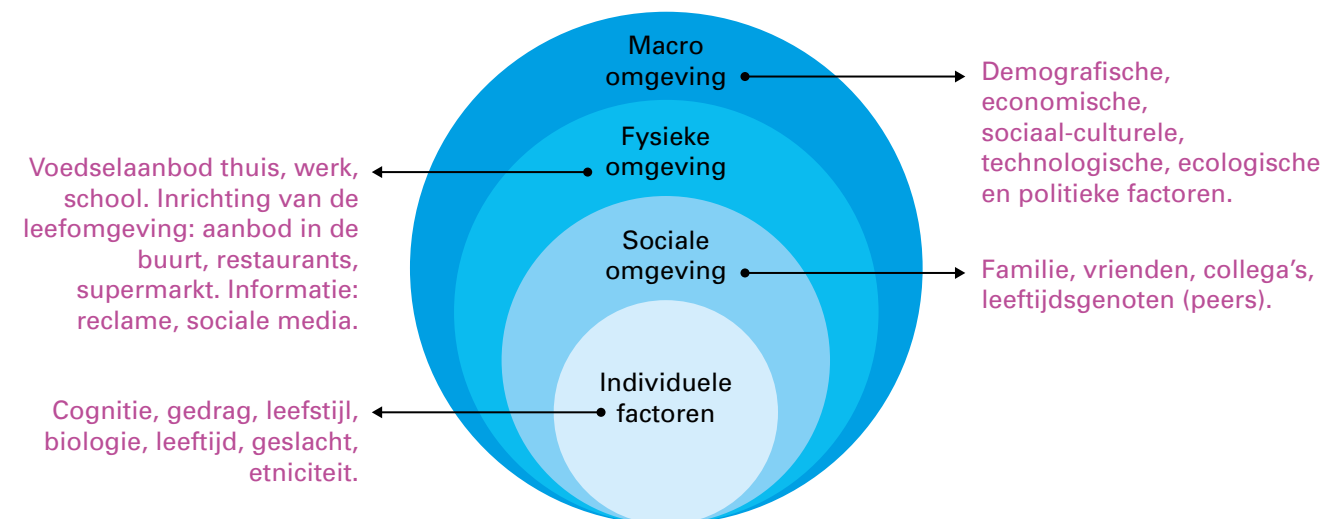 Macro
omgeving
Demografische,
economische,
sociaal-culturele,
technologische, ecologische
en politieke factoren.
Fysieke
omgeving
Voedselaanbod thuis, werk,
school. Inrichting van de
leefomgeving: aanbod in de
buurt, restaurants,
supermarkt. Informatie:
reclame, sociale media.
Sociale
omgeving
Familie, vrienden, collega’s,
leeftijdsgenoten (peers).
Individuele
factoren
Cognitie, gedrag, leefstijl,
biologie, leeftijd, geslacht,
etniciteit.